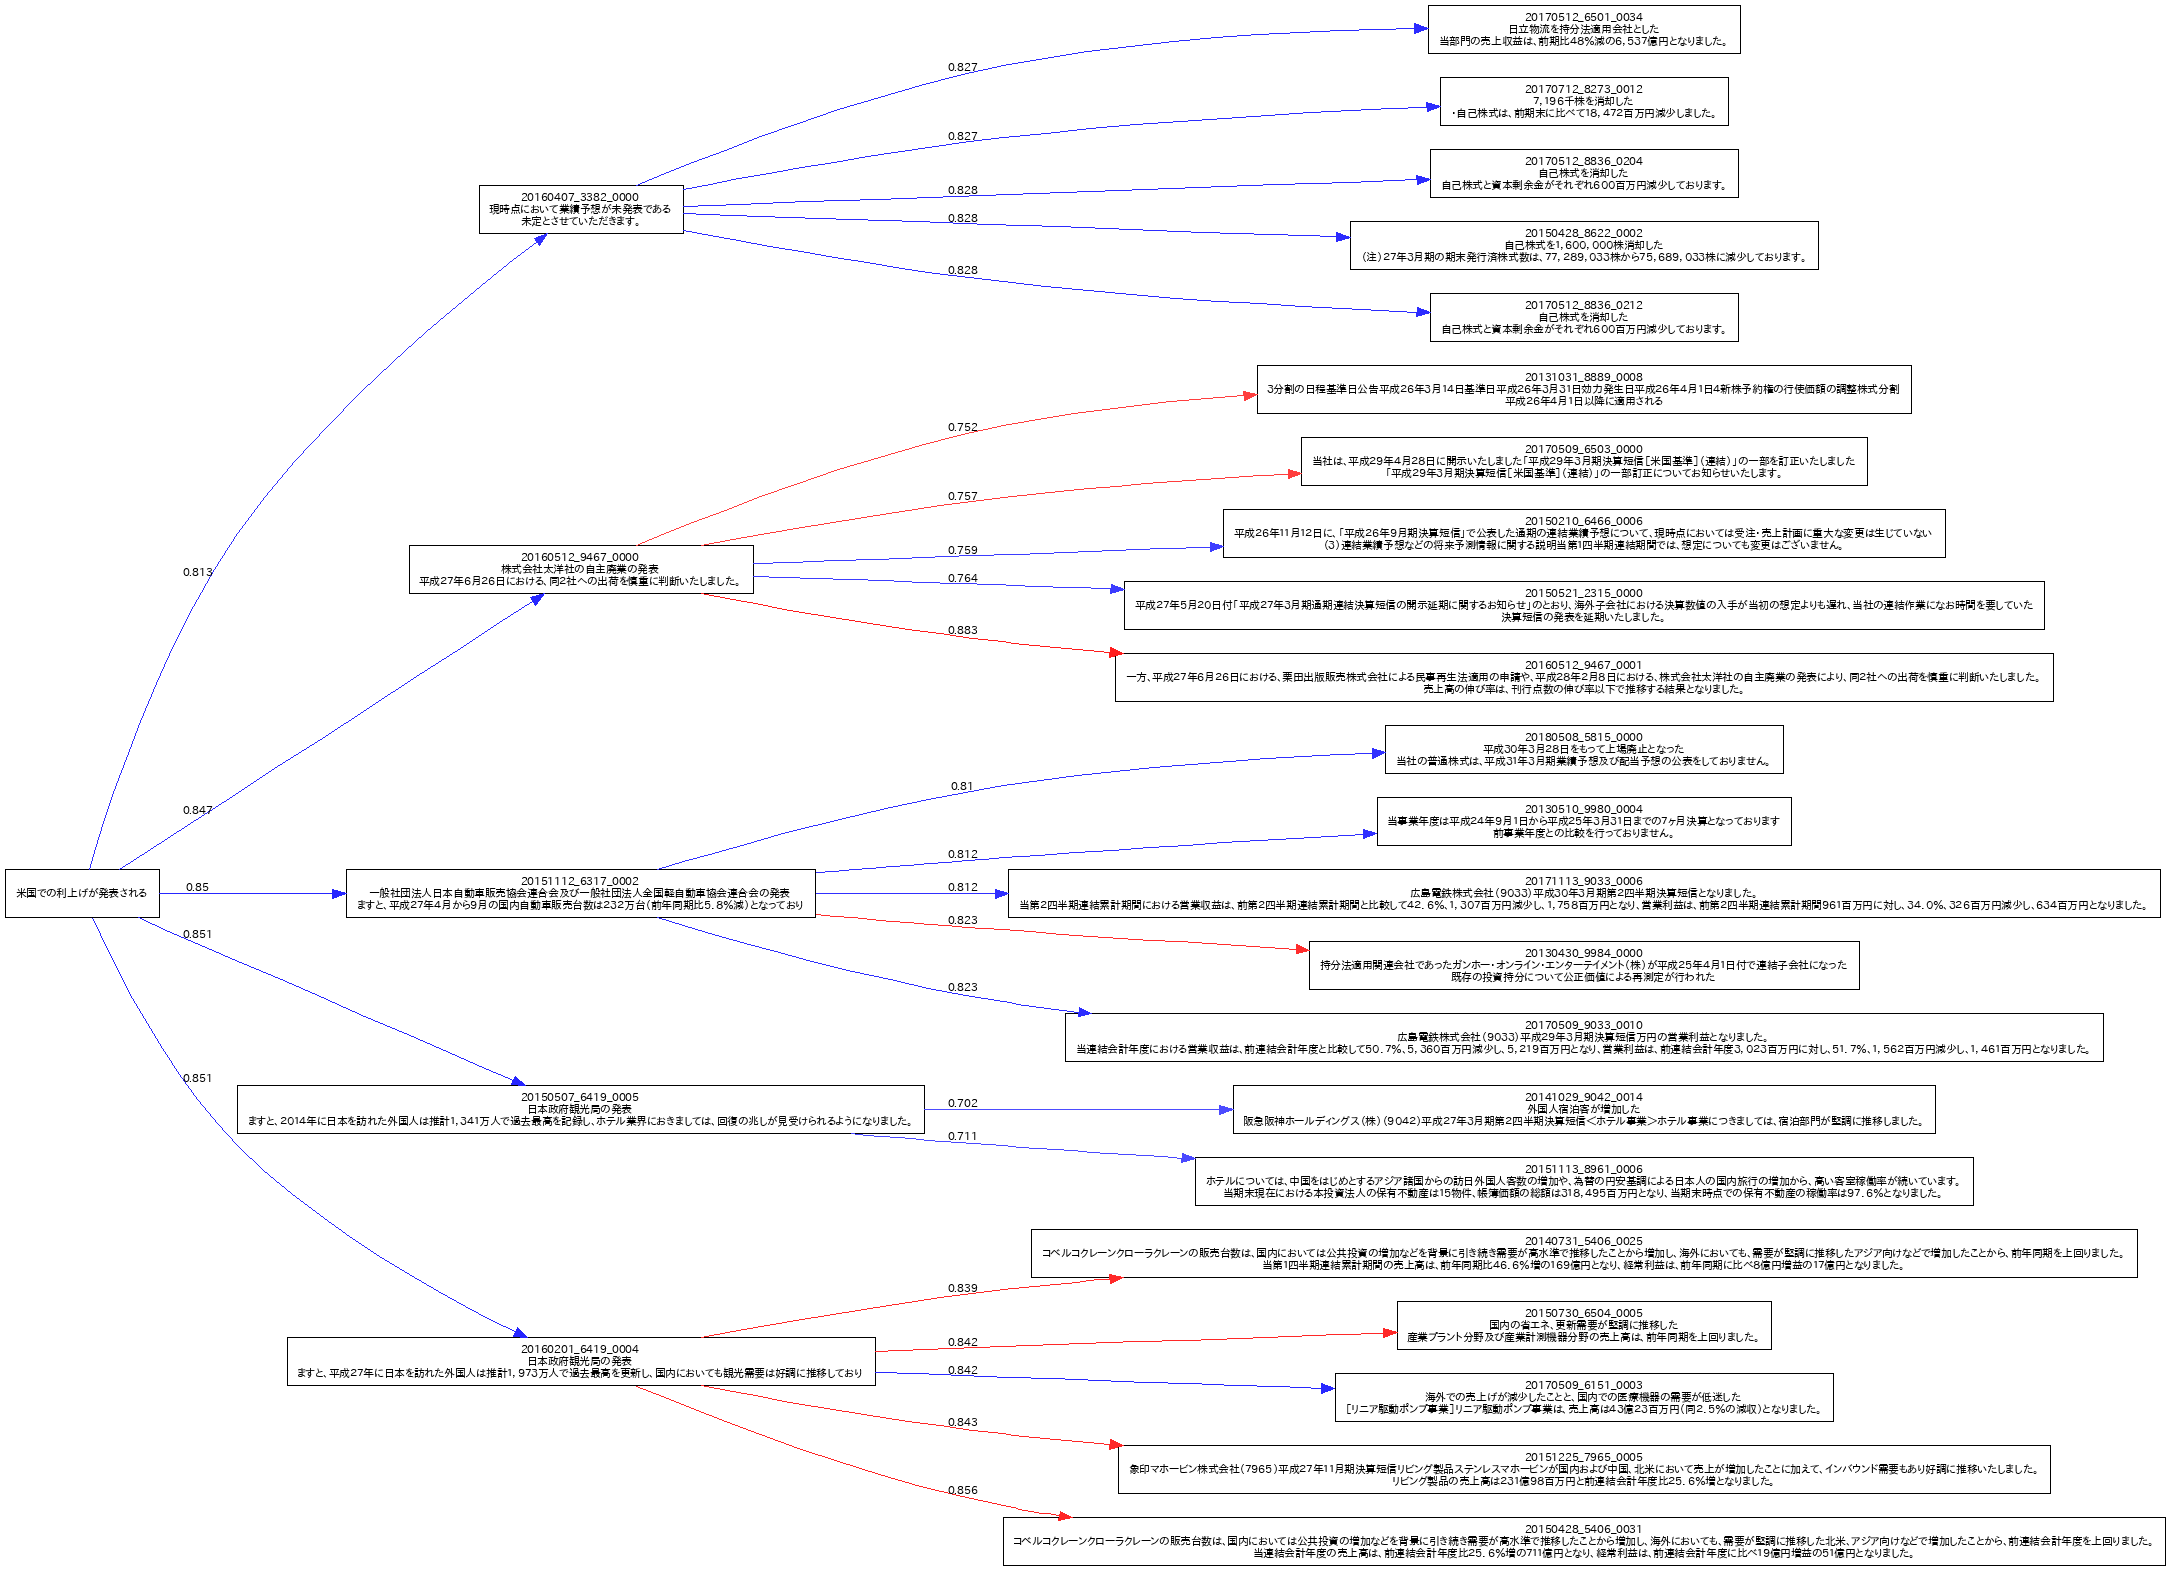 20170512_6501_0034
日立物流を持分法適用会社とした
当部門の売上収益は、前期比48%減の6,537億円となりました。
0.827
20170712_8273_0012
7,196千株を消却した
・自己株式は、前期末に比べて18,472百万円減少しました。
0.827
20170512_8836_0204
自己株式を消却した
自己株式と資本剰余金がそれぞれ600百万円減少しております。
0.828
20160407_3382_0000
現時点において業績予想が未発表である
未定とさせていただきます。
0.828
20150428_8622_0002
自己株式を1,600,000株消却した
(注)27年3月期の期末発行済株式数は、77,289,033株から75,689,033株に減少しております。
0.828
20170512_8836_0212
自己株式を消却した
自己株式と資本剰余金がそれぞれ600百万円減少しております。
20131031_8889_0008
3分割の日程基準日公告平成26年3月14日基準日平成26年3月31日効力発生日平成26年4月1日4新株予約権の行使価額の調整株式分割
平成26年4月1日以降に適用される
0.752
20170509_6503_0000
当社は、平成29年4月28日に開示いたしました「平成29年3月期決算短信[米国基準](連結)」の一部を訂正いたしました
「平成29年3月期決算短信[米国基準](連結)」の一部訂正についてお知らせいたします。
0.757
20150210_6466_0006
平成26年11月12日に、「平成26年9月期決算短信」で公表した通期の連結業績予想について、現時点においては受注・売上計画に重大な変更は生じていない
(3)連結業績予想などの将来予測情報に関する説明当第1四半期連結期間では、想定についても変更はございません。
0.759
20160512_9467_0000
株式会社太洋社の自主廃業の発表
平成27年6月26日における、同2社への出荷を慎重に判断いたしました。
0.813
0.764
20150521_2315_0000
平成27年5月20日付「平成27年3月期通期連結決算短信の開示延期に関するお知らせ」のとおり、海外子会社における決算数値の入手が当初の想定よりも遅れ、当社の連結作業になお時間を要していた
決算短信の発表を延期いたしました。
0.883
20160512_9467_0001
一方、平成27年6月26日における、栗田出版販売株式会社による民事再生法適用の申請や、平成28年2月8日における、株式会社太洋社の自主廃業の発表により、同2社への出荷を慎重に判断いたしました。
売上高の伸び率は、刊行点数の伸び率以下で推移する結果となりました。
20180508_5815_0000
平成30年3月28日をもって上場廃止となった
当社の普通株式は、平成31年3月期業績予想及び配当予想の公表をしておりません。
0.81
0.847
20130510_9980_0004
当事業年度は平成24年9月1日から平成25年3月31日までの7ヶ月決算となっております
前事業年度との比較を行っておりません。
0.812
米国での利上げが発表される
0.85
20151112_6317_0002
一般社団法人日本自動車販売協会連合会及び一般社団法人全国軽自動車協会連合会の発表
ますと、平成27年4月から9月の国内自動車販売台数は232万台(前年同期比5.8%減)となっており
0.812
20171113_9033_0006
広島電鉄株式会社(9033)平成30年3月期第2四半期決算短信となりました。
当第2四半期連結累計期間における営業収益は、前第2四半期連結累計期間と比較して42.6%、1,307百万円減少し、1,758百万円となり、営業利益は、前第2四半期連結累計期間961百万円に対し、34.0%、326百万円減少し、634百万円となりました。
0.823
0.851
20130430_9984_0000
持分法適用関連会社であったガンホー・オンライン・エンターテイメント(株)が平成25年4月1日付で連結子会社になった
既存の投資持分について公正価値による再測定が行われた
0.823
20170509_9033_0010
広島電鉄株式会社(9033)平成29年3月期決算短信万円の営業利益となりました。
当連結会計年度における営業収益は、前連結会計年度と比較して50.7%、5,360百万円減少し、5,219百万円となり、営業利益は、前連結会計年度3,023百万円に対し、51.7%、1,562百万円減少し、1,461百万円となりました。
0.851
20150507_6419_0005
日本政府観光局の発表
ますと、2014年に日本を訪れた外国人は推計1,341万人で過去最高を記録し、ホテル業界におきましては、回復の兆しが見受けられるようになりました。
0.702
20141029_9042_0014
外国人宿泊客が増加した
阪急阪神ホールディングス(株)(9042)平成27年3月期第2四半期決算短信<ホテル事業>ホテル事業につきましては、宿泊部門が堅調に推移しました。
0.711
20151113_8961_0006
ホテルについては、中国をはじめとするアジア諸国からの訪日外国人客数の増加や、為替の円安基調による日本人の国内旅行の増加から、高い客室稼働率が続いています。
当期末現在における本投資法人の保有不動産は15物件、帳簿価額の総額は318,495百万円となり、当期末時点での保有不動産の稼働率は97.6%となりました。
20140731_5406_0025
コベルコクレーンクローラクレーンの販売台数は、国内においては公共投資の増加などを背景に引き続き需要が高水準で推移したことから増加し、海外においても、需要が堅調に推移したアジア向けなどで増加したことから、前年同期を上回りました。
当第1四半期連結累計期間の売上高は、前年同期比46.6%増の169億円となり、経常利益は、前年同期に比べ8億円増益の17億円となりました。
0.839
20150730_6504_0005
国内の省エネ、更新需要が堅調に推移した
産業プラント分野及び産業計測機器分野の売上高は、前年同期を上回りました。
0.842
20160201_6419_0004
日本政府観光局の発表
ますと、平成27年に日本を訪れた外国人は推計1,973万人で過去最高を更新し、国内においても観光需要は好調に推移しており
0.842
20170509_6151_0003
海外での売上げが減少したことと、国内での医療機器の需要が低迷した
[リニア駆動ポンプ事業]リニア駆動ポンプ事業は、売上高は43億23百万円(同2.5%の減収)となりました。
0.843
20151225_7965_0005
象印マホービン株式会社(7965)平成27年11月期決算短信リビング製品ステンレスマホービンが国内および中国、北米において売上が増加したことに加えて、インバウンド需要もあり好調に推移いたしました。
リビング製品の売上高は231億98百万円と前連結会計年度比25.6%増となりました。
0.856
20150428_5406_0031
コベルコクレーンクローラクレーンの販売台数は、国内においては公共投資の増加などを背景に引き続き需要が高水準で推移したことから増加し、海外においても、需要が堅調に推移した北米、アジア向けなどで増加したことから、前連結会計年度を上回りました。
当連結会計年度の売上高は、前連結会計年度比25.6%増の711億円となり、経常利益は、前連結会計年度に比べ19億円増益の51億円となりました。